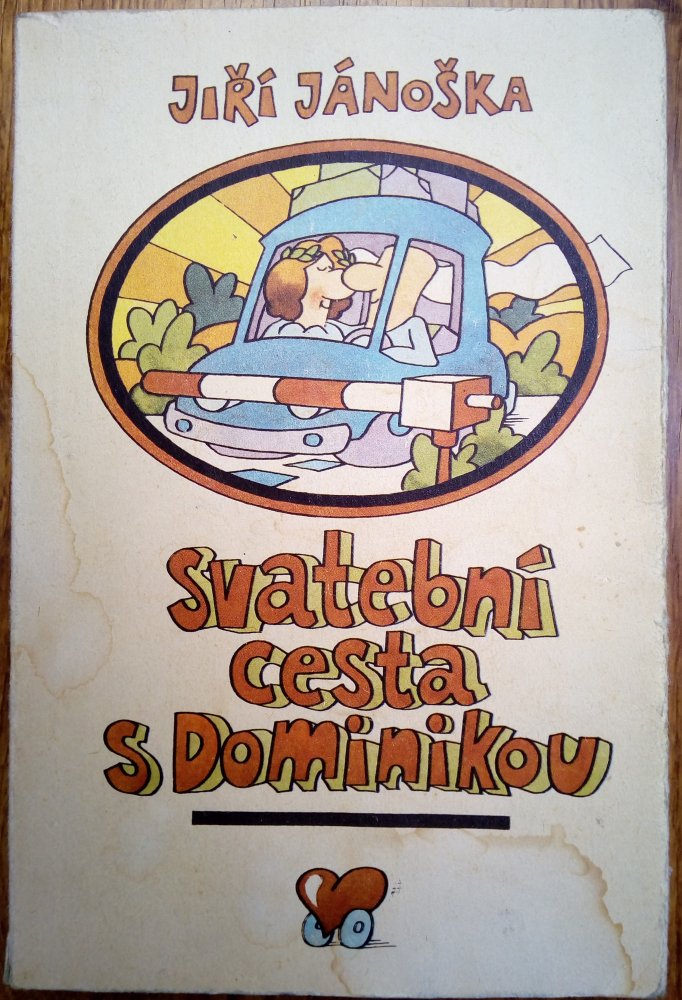 JIŘÍ JÁNOŠKA
svatební
cesta
s Dominikou